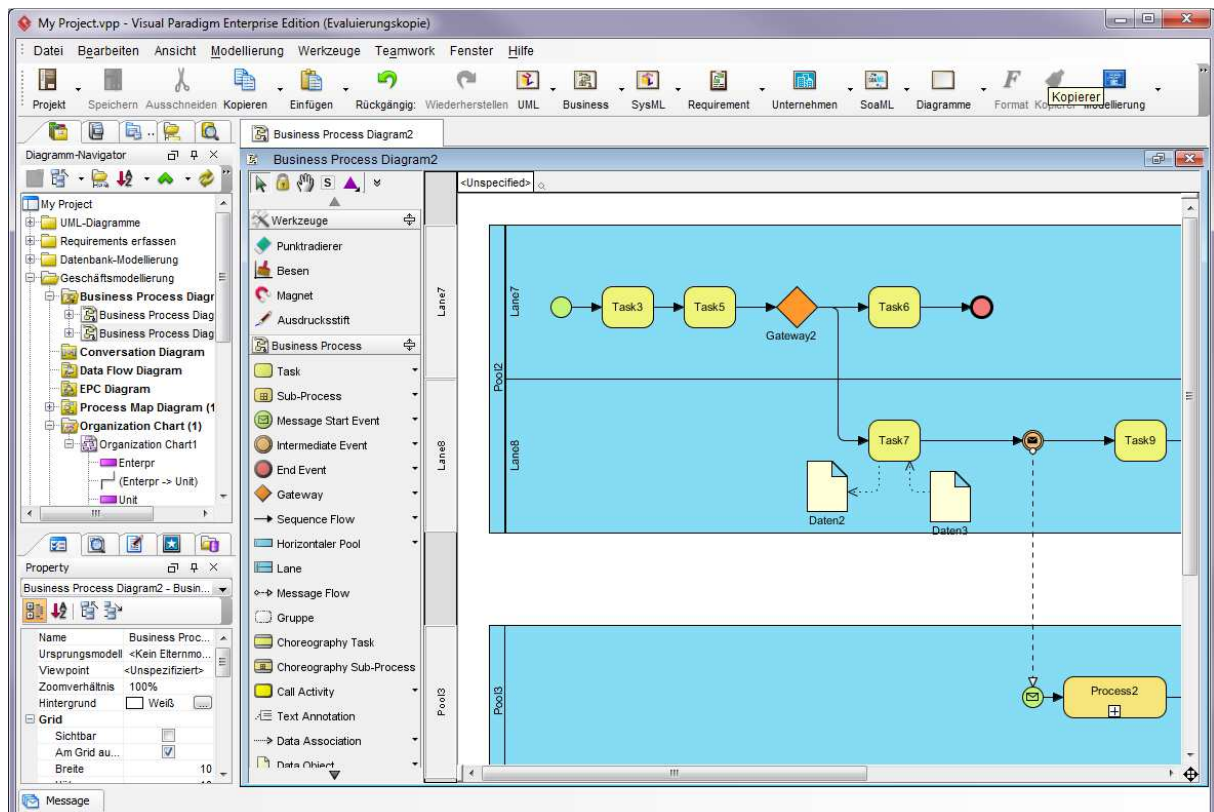 My Project.vpp - Visual Paradigm Enterprise Edition (Evaluierungskopie)
Datei Bearbeiten Ansicht Modellierung Werkzeuge Teamwork Fenster Hilfe
Projekt Speichern Ausschneiden Kopieren Einfügen Rückgängig: Wiederherstellen UML Business SysML Requirement Unternehmen SoaML Diagramme Format
Kopierer
Business Process Diagram2
Diagramm-Navigator
Business Process Diagram2
My Project
UML-Diagramme
Requirements erfassen
Datenbank-Modellierung
Geschäftsmodellierung
Business Process Diagr
Business Process Diag
Business Process Diag
Conversation Diagram
Data Flow Diagram
EPC Diagram
Process Map Diagram (1
Organization Chart (1)
Organization Chart1
Enterpr
(Enterpr -> Unit)
Unit
Property
Business Process Diagram2 - Busin...
Name Business Proc...
Ursprungsmodell <Kein Elternmo...
Viewpoint <Unspezifiziert>
Zoomverhältnis 100%
Hintergrund Weiß ...
Grid
Sichtbar
Am Grid au...
Breite 10
Message
S
Werkzeuge
Punktradierer
Besen
Magnet
Ausdrucksstift
Business Process
Task
Sub-Process
Message Start Event
Intermediate Event
End Event
Gateway
Sequence Flow
Horizontaler Pool
Lane
Message Flow
Gruppe
Choreography Task
Choreography Sub-Process
Call Activity
Text Annotation
Data Association
Data Object
<Unspecified>
Lane7
Lane8
Pool3
Pool2
Lane7
Task3
Task5
Gateway2
Task6
Lane8
Task7
Task9
Daten2
Daten3
Pool3
Process2